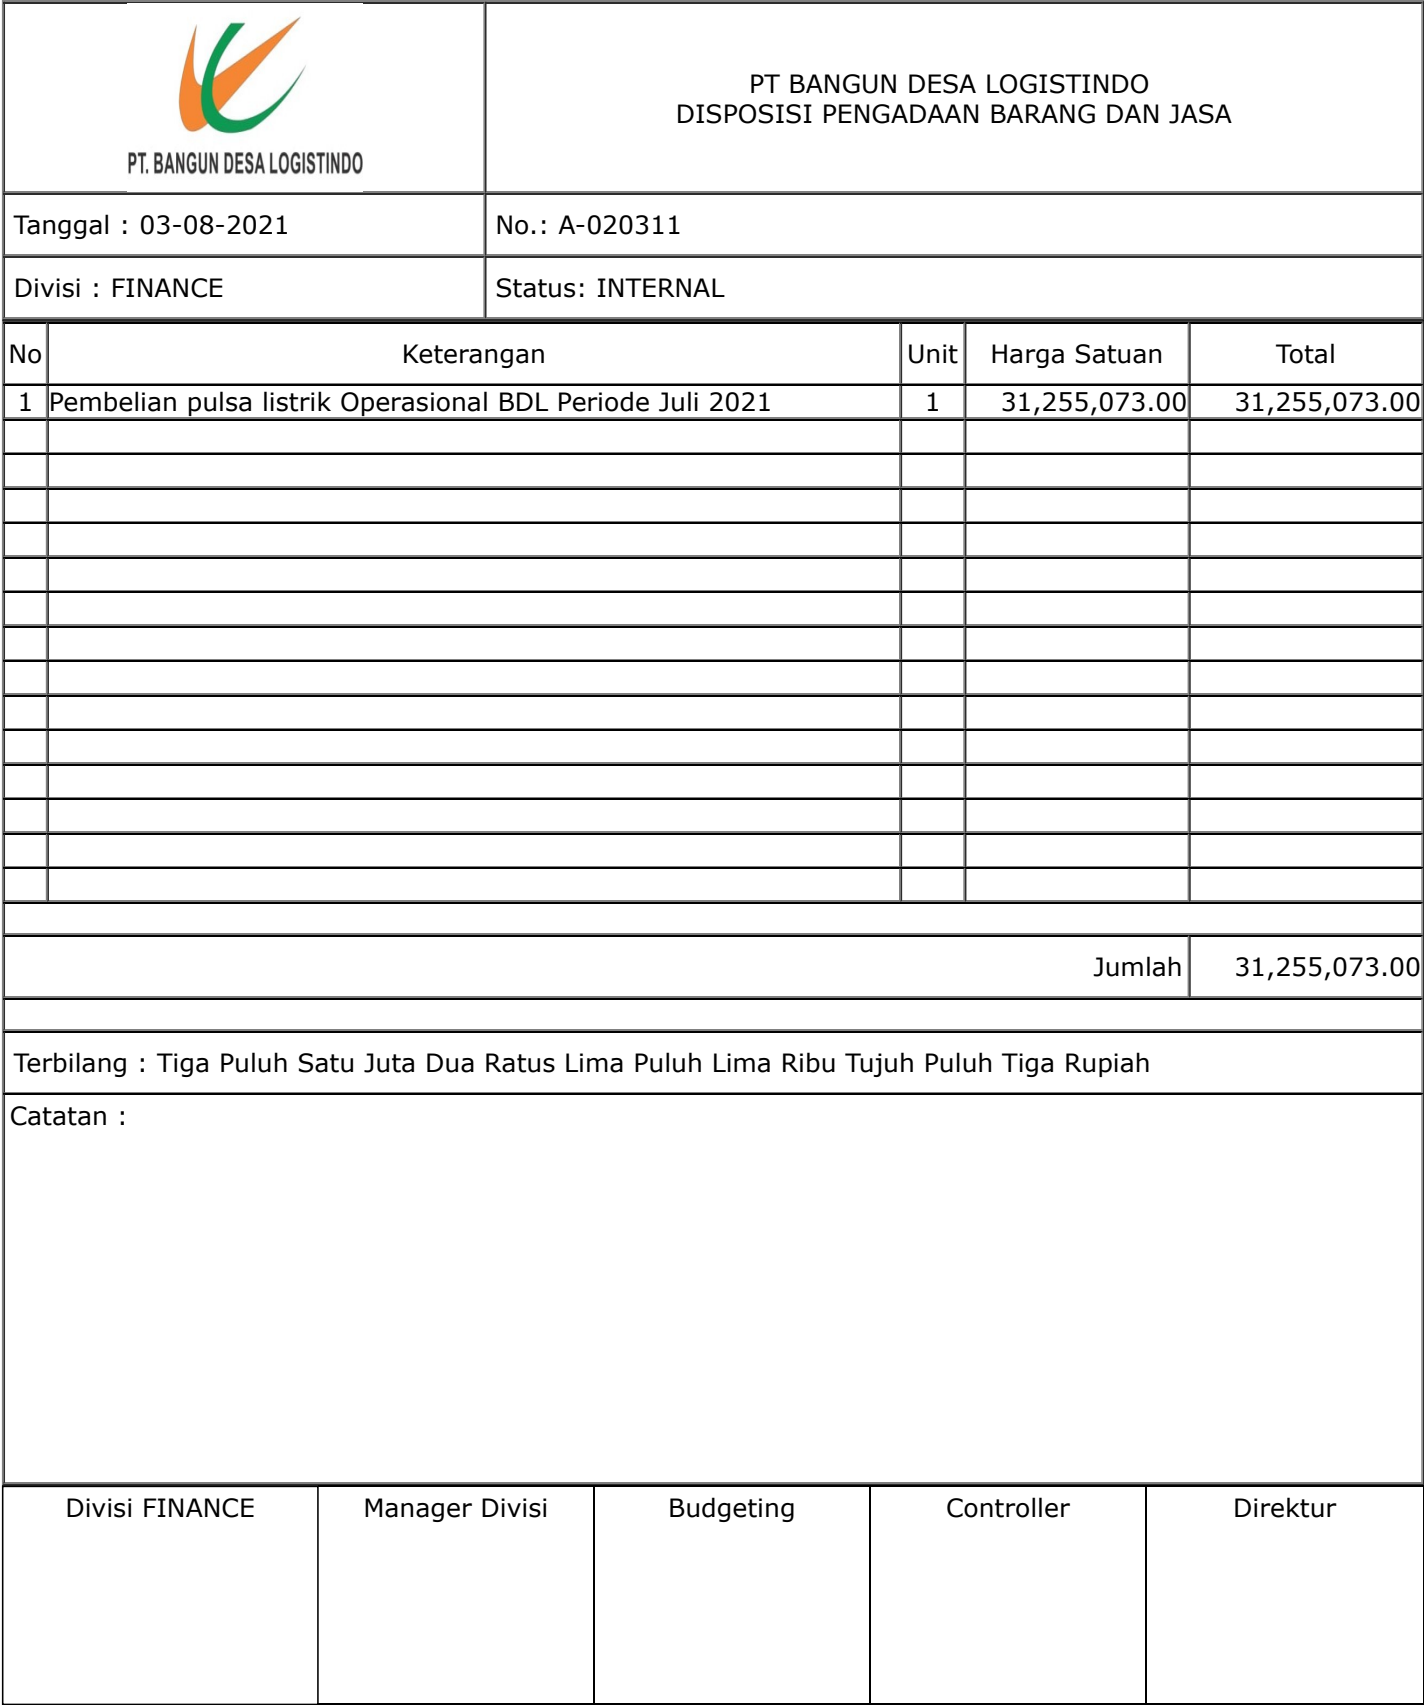 PT. BANGUN DESA LOGISTINDO
PT BANGUN DESA LOGISTINDO
DISPOSISI PENGADAAN BARANG DAN JASA
Tanggal : 03-08-2021 No.: A-020311
Divisi : FINANCE Status: INTERNAL
No Keterangan Unit Harga Satuan Total
1 Pembelian pulsa listrik Operasional BDL Periode Juli 2021 1 31,255,073.00 31,255,073.00
Jumlah 31,255,073.00
Terbilang : Tiga Puluh Satu Juta Dua Ratus Lima Puluh Lima Ribu Tujuh Puluh Tiga Rupiah
Catatan :
Divisi FINANCE Manager Divisi Budgeting Controller Direktur